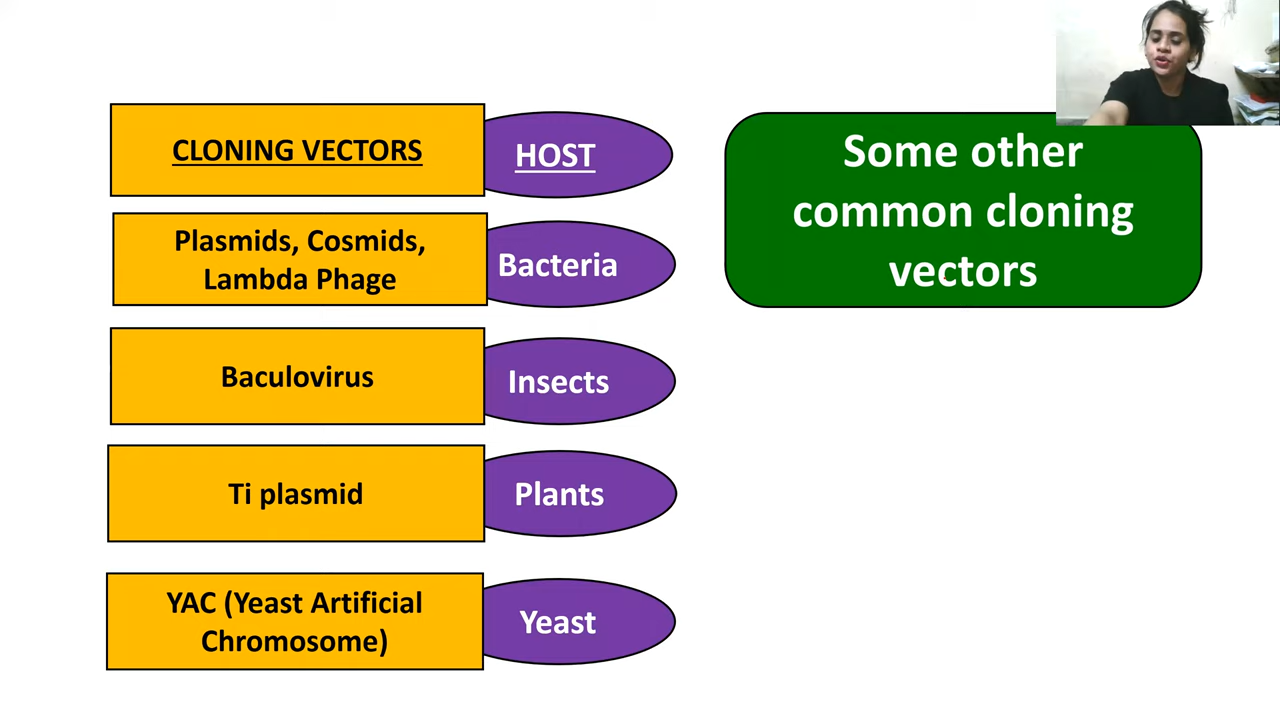 CLONING VECTORS
HOST
Plasmids, Cosmids,
Lambda Phage
Bacteria
Baculovirus
Insects
Ti plasmid
Plants
YAC (Yeast Artificial
Chromosome)
Yeast
Some other
common cloning
vectors